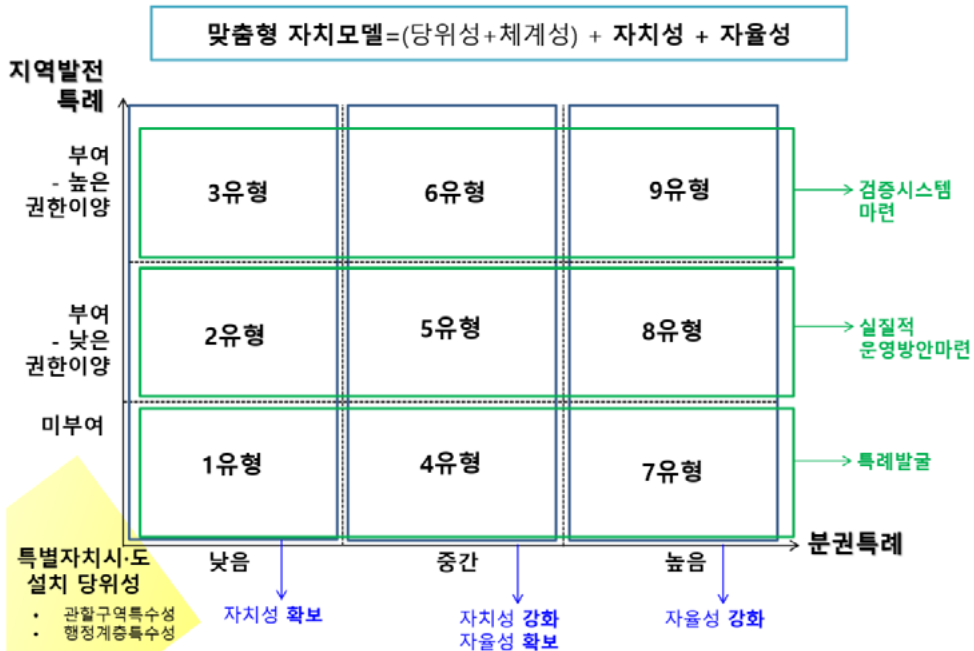 맞춤형 자치모델=(당위성+체계성) + 자치성 + 자율성
지역발전
특례
부여
- 높은
권한이양
3유형
6유형
9유형
검증시스템
마련
부여
- 낮은
권한이양
2유형
5유형
8유형
실질적
운영방안마련
미부여
1유형
4유형
7유형
특례발굴
특별자치시·도
설치 당위성
• 관할구역특수성
• 행정계층특수성
낮음
중간
높음
분권특례
자치성 확보
자치성 강화
자율성 확보
자율성 강화